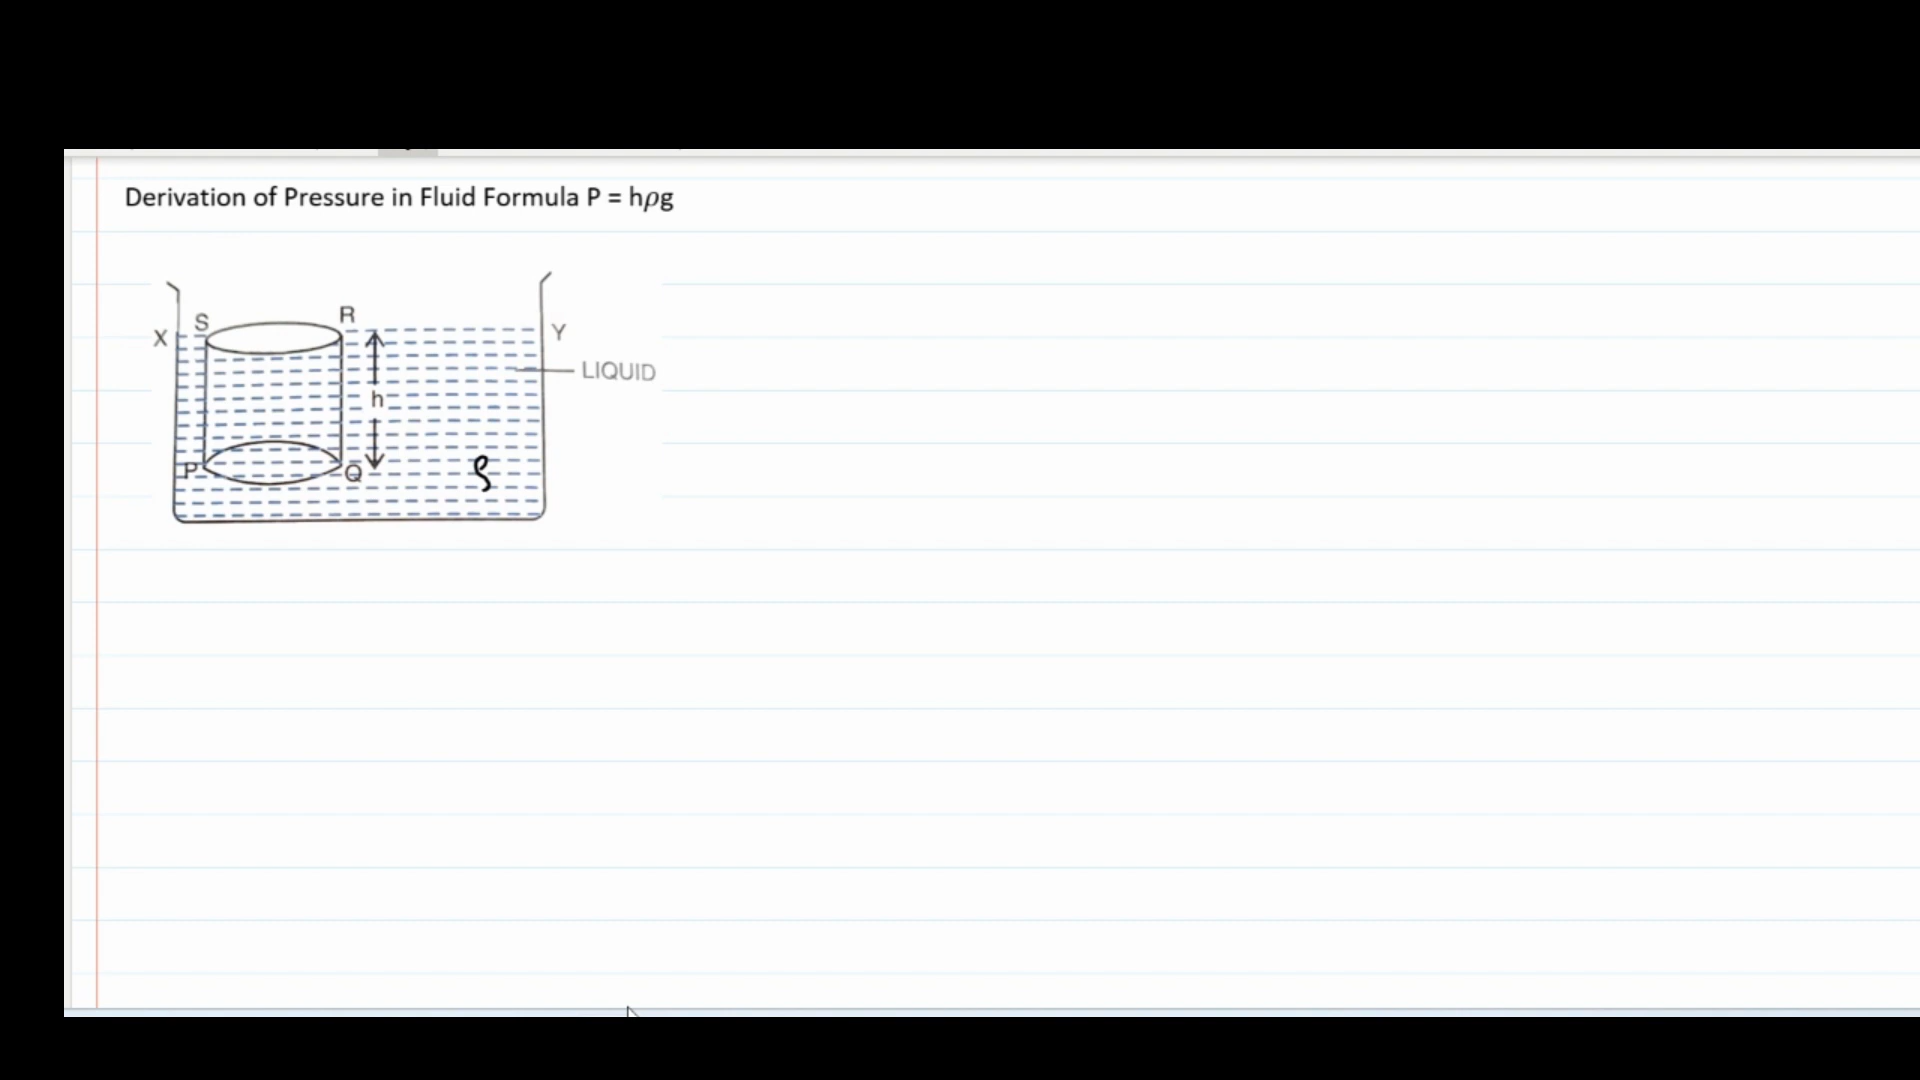 Derivation of Pressure in Fluid Formula P = hρg
S R
X Y
LIQUID
h
P Q ρ